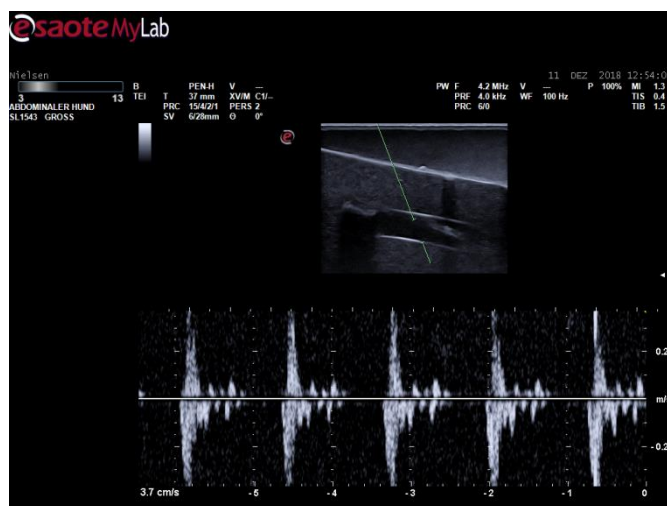 esaote MyLab
Nielsen
11 DEZ 2018 12:54:0
3 13
ABDOMINALER HUND
SL1543 GROSS
B PEN-H V ---
TEI T 37 mm XV/M C1/--
PRC 15/4/2/1 PERS 2
SV 6/28mm Θ 0°
PW F 4.2 MHz V --- P 100% MI 1.3
PRF 4.0 kHz WF 100 Hz TIS 0.4
PRC 6/0 TIB 1.5
e
0.2
m/
-0.2
3.7 cm/s -5 -4 -3 -2 -1 0